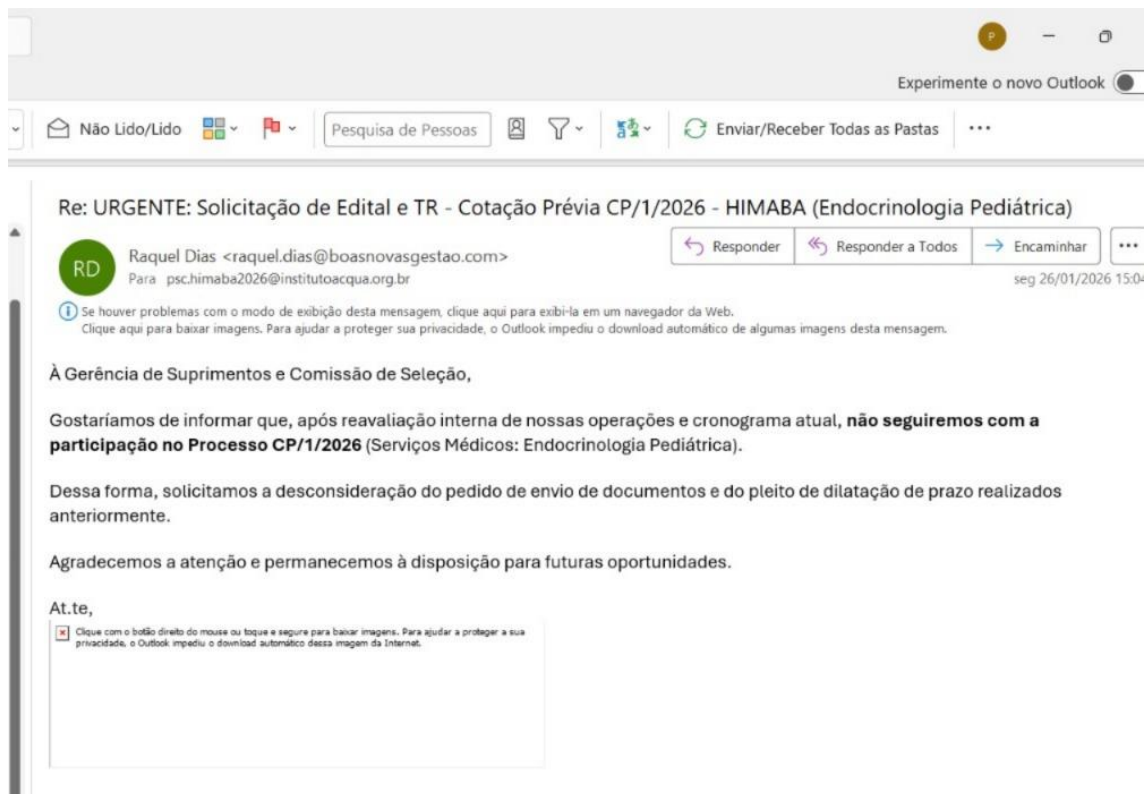 P
Experimente o novo Outlook
Não Lido/Lido
Pesquisa de Pessoas
Enviar/Receber Todas as Pastas
Re: URGENTE: Solicitação de Edital e TR - Cotação Prévia CP/1/2026 - HIMABA (Endocrinologia Pediátrica)
RD
Raquel Dias <raquel.dias@boasnovasgestao.com>
Para psc.himaba2026@institutoacqua.org.br
Responder
Responder a Todos
Encaminhar
seg 26/01/2026 15:04
Se houver problemas com o modo de exibição desta mensagem, clique aqui para exibi-la em um navegador da Web.
Clique aqui para baixar imagens. Para ajudar a proteger sua privacidade, o Outlook impediu o download automático de algumas imagens desta mensagem.
À Gerência de Suprimentos e Comissão de Seleção,
Gostaríamos de informar que, após reavaliação interna de nossas operações e cronograma atual, não seguiremos com a
participação no Processo CP/1/2026 (Serviços Médicos: Endocrinologia Pediátrica).
Dessa forma, solicitamos a desconsideração do pedido de envio de documentos e do pleito de dilatação de prazo realizados
anteriormente.
Agradecemos a atenção e permanecemos à disposição para futuras oportunidades.
At.te,
Clique com o botão direito do mouse ou toque e segure para baixar imagens. Para ajudar a proteger a sua
privacidade, o Outlook impediu o download automático dessa imagem da Internet.